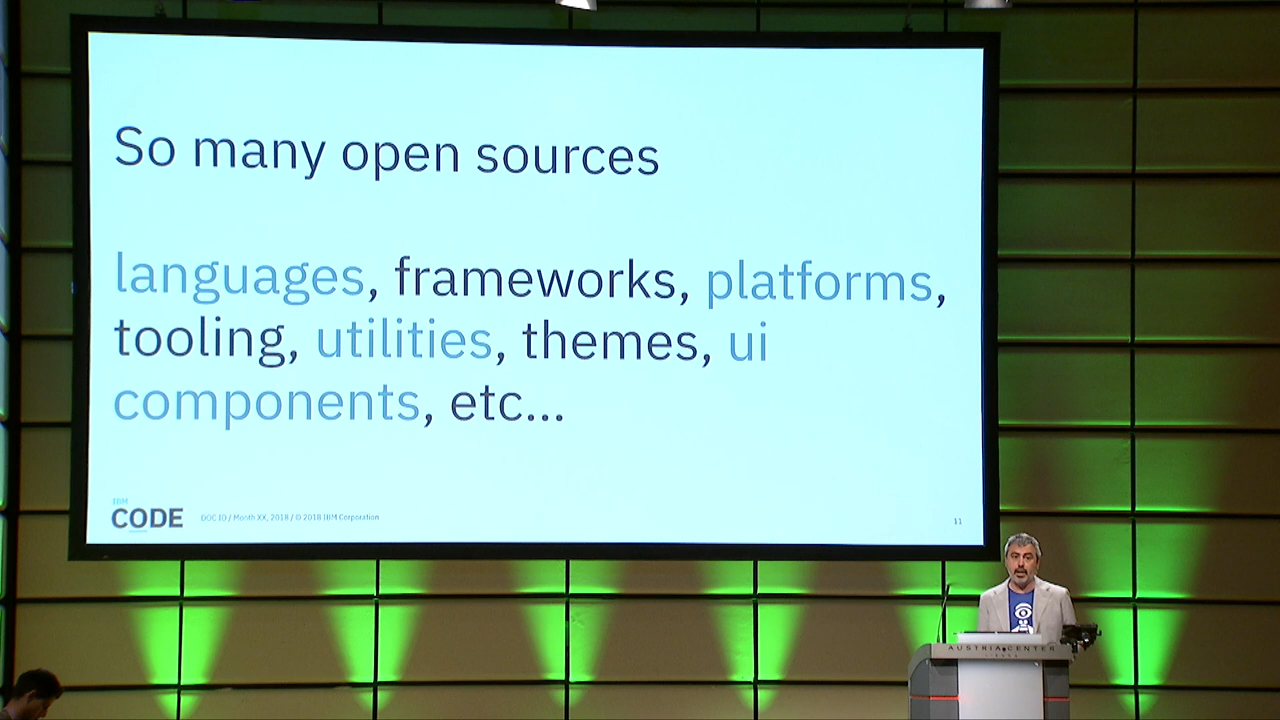 So many open sources
languages, frameworks, platforms,
tooling, utilities, themes, ui
components, etc...
IBM
CODE
DOC ID / Month XX, 2018 / © 2018 IBM Corporation
11
AUSTRIA CENTER